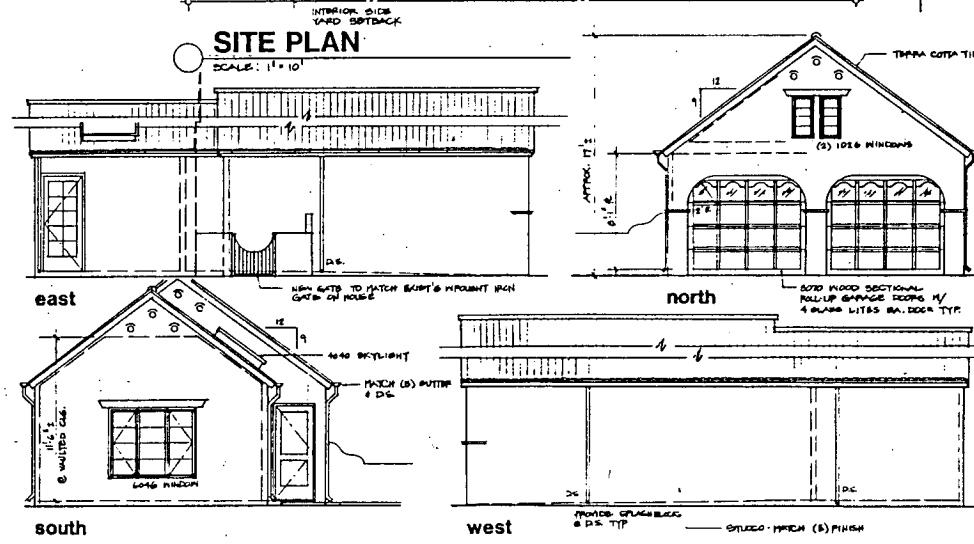 INTERIOR SIDE
YARD SETBACK
SITE PLAN
SCALE: 1" = 10'
TERRA COTTA
12
9
(2) 1026 WINDOWS
APPROX. 17'±
D.S.
NEW GATE TO MATCH EXIST'G WROUGHT IRON
GATE ON HOUSE
east
north
8070 WOOD SECTIONAL
ROLL-UP GARAGE DOORS W/
4 GLASS LITES EA. DOOR TYP.
12
9
4040 SKYLIGHT
MATCH (E) GUTTER
& D.S.
11'-6"±
@ VAULTED CLG.
6046 WINDOW
D.S.
D.S.
south
PROVIDE SPLASHBLOCK
@ D.S. TYP
west
STUCCO - MATCH (E) FINISH